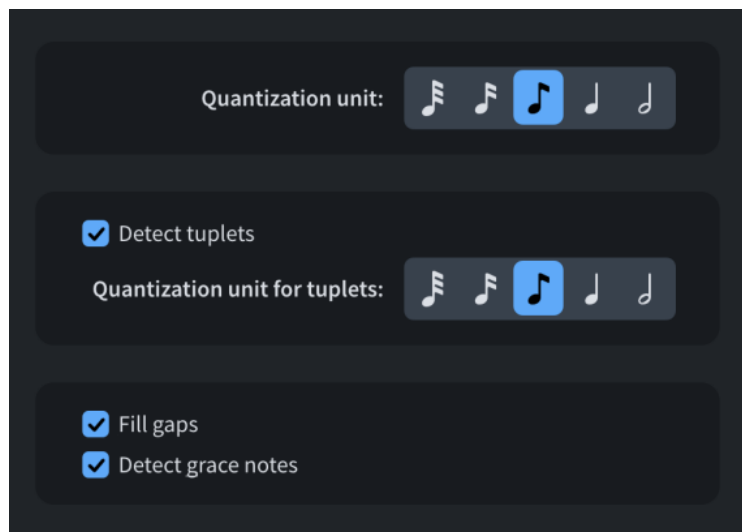 Quantization unit:
Detect tuplets
Quantization unit for tuplets:
Fill gaps
Detect grace notes